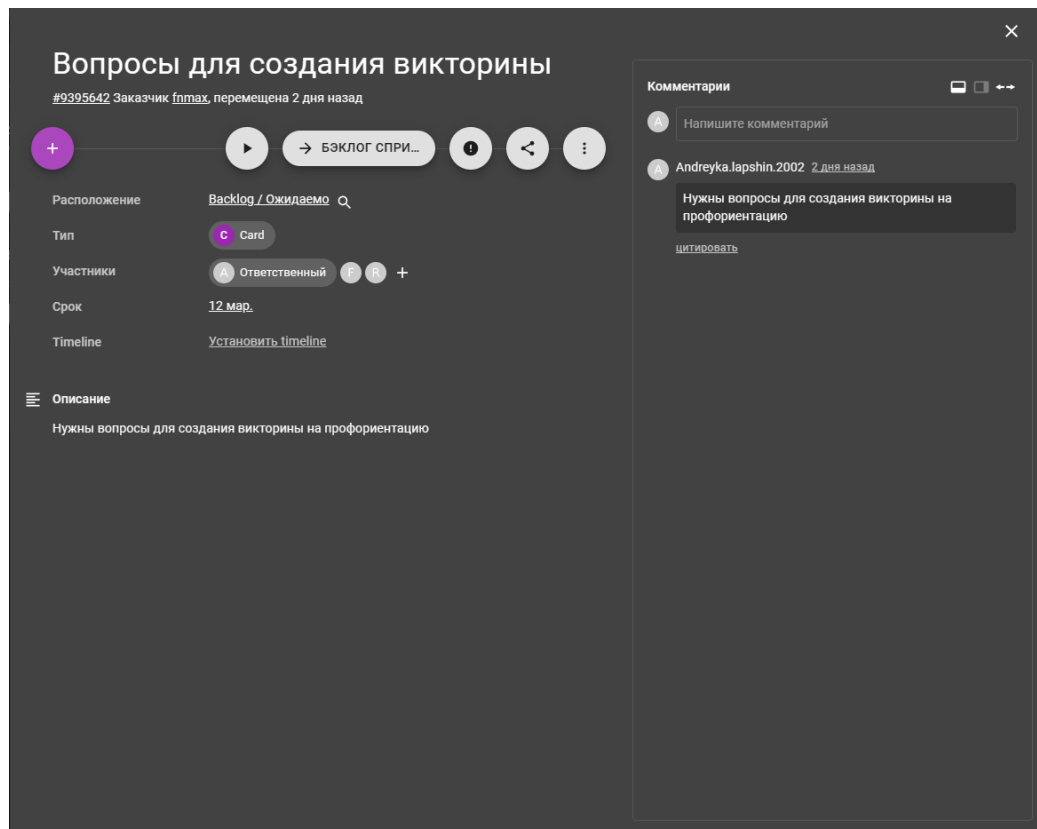 Вопросы для создания викторины
#9395642 Заказчик fnmax, перемещена 2 дня назад
БЭКЛОГ СПРИ...
Расположение Backlog / Ожидаемо
Тип C Card
Участники A Ответственный F R +
Срок 12 мар.
Timeline Установить timeline
Описание
Нужны вопросы для создания викторины на профориентацию
Комментарии
A Напишите комментарий
A Andreyka.lapshin.2002 2 дня назад
Нужны вопросы для создания викторины на
профориентацию
цитировать